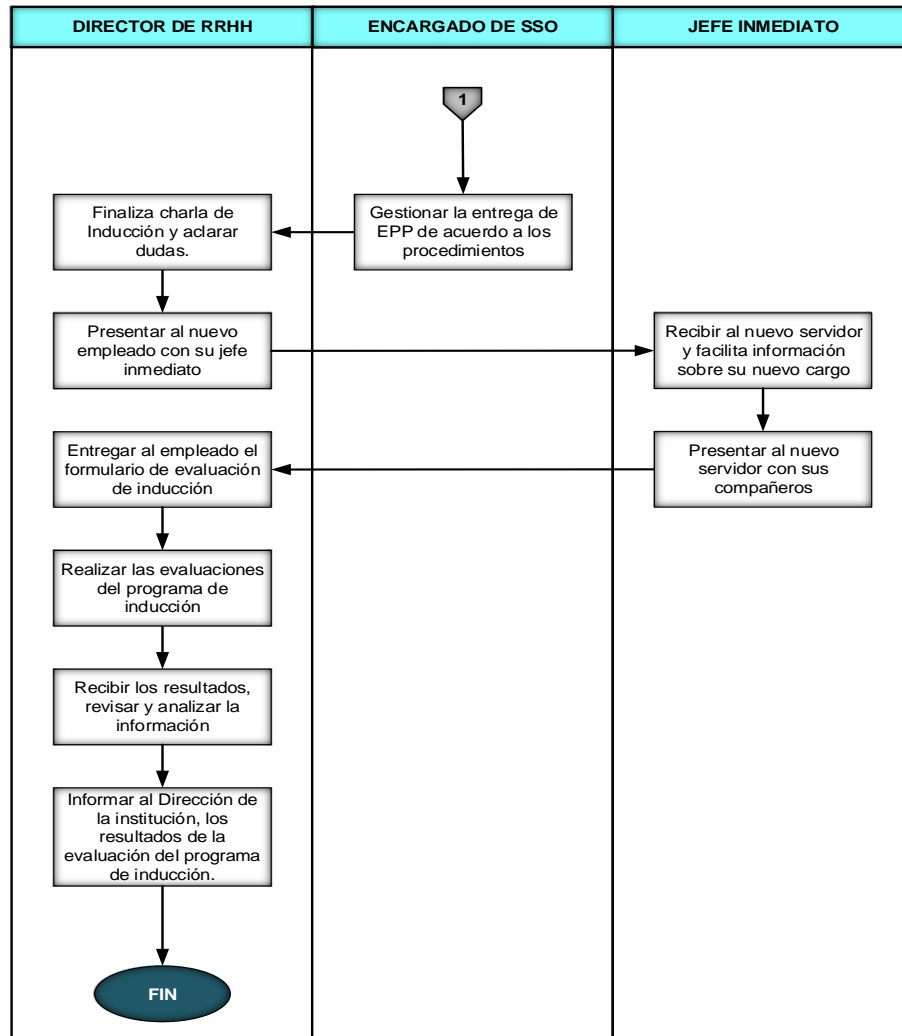 DIRECTOR DE RRHH
ENCARGADO DE SSO
JEFE INMEDIATO
1
Gestionar la entrega de
EPP de acuerdo a los
procedimientos
Finaliza charla de
Inducción y aclarar
dudas.
Presentar al nuevo
empleado con su jefe
inmediato
Recibir al nuevo servidor
y facilita información
sobre su nuevo cargo
Presentar al nuevo
servidor con sus
compañeros
Entregar al empleado el
formulario de evaluación
de inducción
Realizar las evaluaciones
del programa de
inducción
Recibir los resultados,
revisar y analizar la
información
Informar al Dirección de
la institución, los
resultados de la
evaluación del programa
de inducción.
FIN